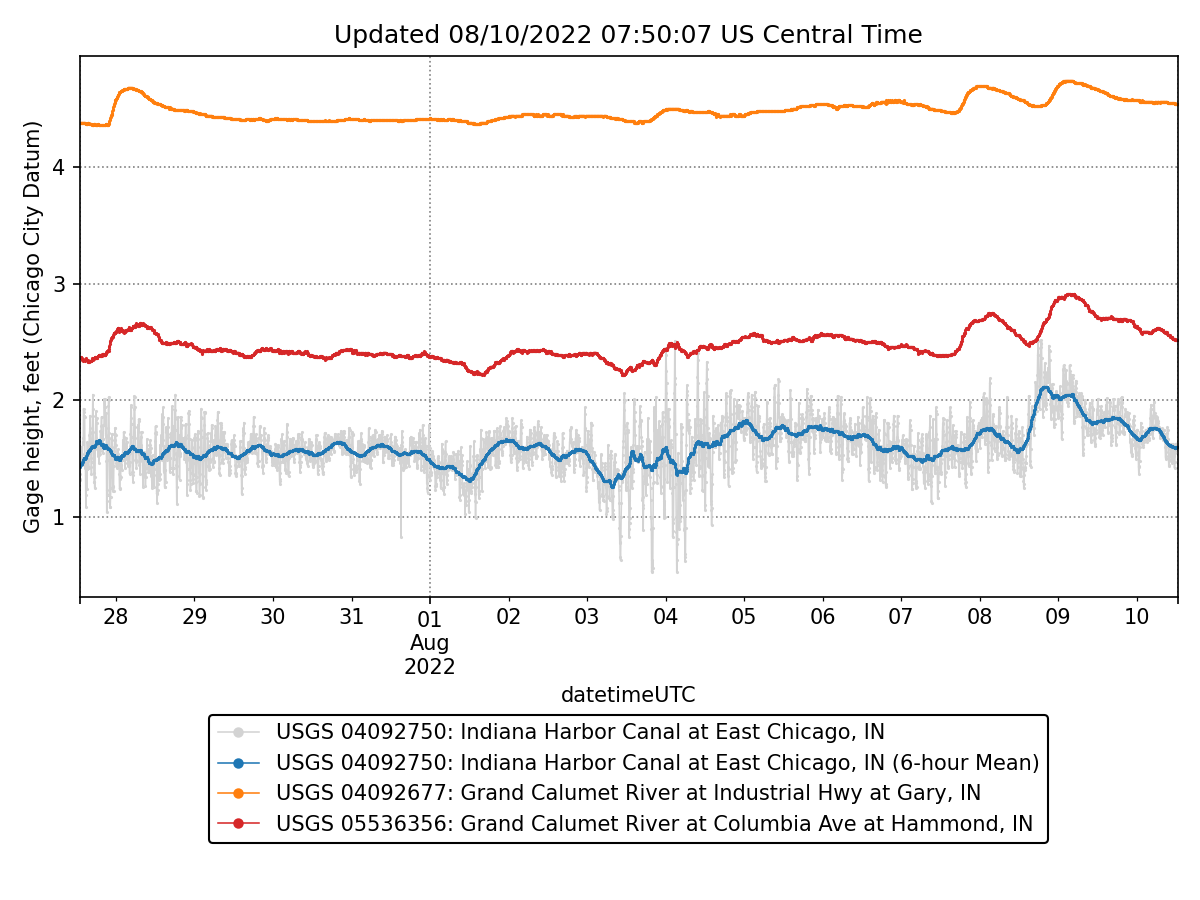 Updated 08/10/2022 07:50:07 US Central Time
Gage height, feet (Chicago City Datum)
4
3
2
1
28 29 30 31 01 02 03 04 05 06 07 08 09 10
Aug
2022
datetimeUTC
USGS 04092750: Indiana Harbor Canal at East Chicago, IN
USGS 04092750: Indiana Harbor Canal at East Chicago, IN (6-hour Mean)
USGS 04092677: Grand Calumet River at Industrial Hwy at Gary, IN
USGS 05536356: Grand Calumet River at Columbia Ave at Hammond, IN